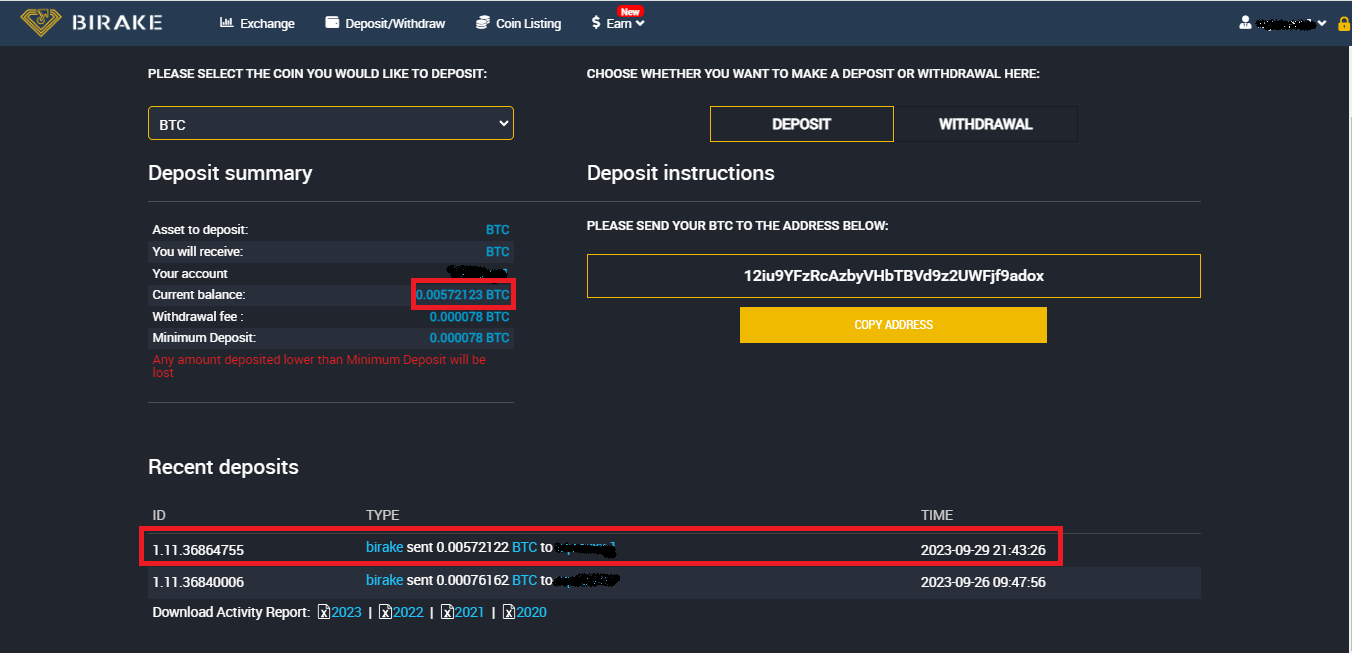 BIRAKE Exchange Deposit/Withdraw Coin Listing $ Earn New
PLEASE SELECT THE COIN YOU WOULD LIKE TO DEPOSIT:
BTC
CHOOSE WHETHER YOU WANT TO MAKE A DEPOSIT OR WITHDRAWAL HERE:
DEPOSIT WITHDRAWAL
Deposit summary
Asset to deposit: BTC
You will receive: BTC
Your account
Current balance: 0.00572123 BTC
Withdrawal fee : 0.000078 BTC
Minimum Deposit: 0.000078 BTC
Any amount deposited lower than Minimum Deposit will be
lost
Deposit instructions
PLEASE SEND YOUR BTC TO THE ADDRESS BELOW:
12iu9YFzRcAzbyVHbTBVd9z2UWFjf9adox
COPY ADDRESS
Recent deposits
ID TYPE TIME
1.11.36864755 birake sent 0.00572122 BTC to 2023-09-29 21:43:26
1.11.36840006 birake sent 0.00076162 BTC to 2023-09-26 09:47:56
Download Activity Report: 2023 | 2022 | 2021 | 2020